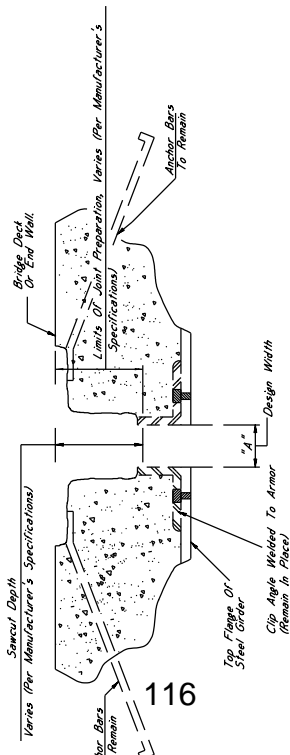 Sawcut Depth
Varies (Per Manufacturer's Specifications)
Bridge Deck
Or End Wall.
Limits Of Joint Preparation, Varies (Per Manufacturer's
Specifications)
Anchor Bars
To Remain
Bars
Remain
Top Flange Of
Steel Girder
Clip Angle Welded To Armor
(Remain In Place)
"A"
Design Width
116